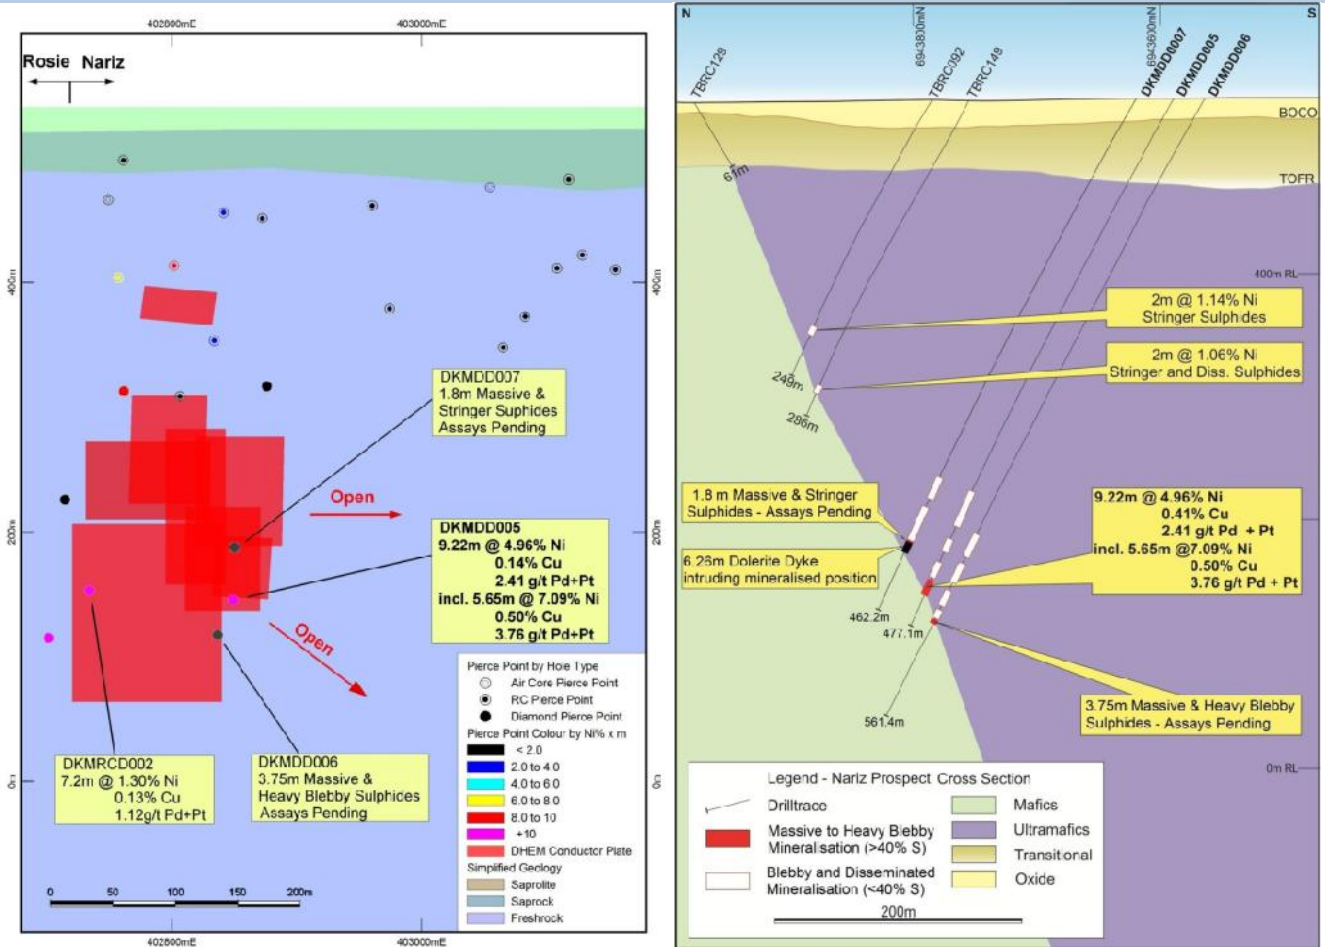 402800mE
403000mE
Rosie
Nariz
400m
400m
DKMDD007
1.8m Massive &
Stringer Suphides
Assays Pending
Open
200m
200m
DKMDD005
9.22m @ 4.96% Ni
0.14% Cu
2.41 g/t Pd+Pt
incl. 5.65m @ 7.09% Ni
0.50% Cu
3.76 g/t Pd+Pt
Open
Pierce Point by Hole Type
Air Core Pierce Point
RC Pierce Point
Diamond Pierce Point
Pierce Point Colour by Ni% x m
< 2.0
2.0 to 4.0
4.0 to 6.0
6.0 to 8.0
8.0 to 10
+10
DHEM Conductor Plate
Simplified Geology
Saprolite
Saprock
Freshrock
DKMRCD002
7.2m @ 1.30% Ni
0.13% Cu
1.12g/t Pd+Pt
DKMDD006
3.75m Massive &
Heavy Blebby Sulphides
Assays Pending
0m
0m
0 50 100 150 200m
402800mE
403000mE
N
S
TBRC128
TBRC092
6943800mN
TBRC148
DKMDD0007
6943600mN
DKMDD005
DKMDD006
BOCO
TOFR
61m
400m RL
2m @ 1.14% Ni
Stringer Sulphides
2m @ 1.06% Ni
Stringer and Diss. Sulphides
249m
286m
1.8 m Massive & Stringer
Sulphides - Assays Pending
6.26m Dolerite Dyke
intruding mineralised position
9.22m @ 4.96% Ni
0.41% Cu
2.41 g/t Pd + Pt
incl. 5.65m @7.09% Ni
0.50% Cu
3.76 g/t Pd + Pt
462.2m
477.1m
561.4m
3.75m Massive & Heavy Blebby
Sulphides - Assays Pending
0m RL
Legend - Nariz Prospect Cross Section
Drilltrace
Massive to Heavy Blebby
Mineralisation (>40% S)
Blebby and Disseminated
Mineralisation (<40% S)
Mafics
Ultramafics
Transitional
Oxide
200m